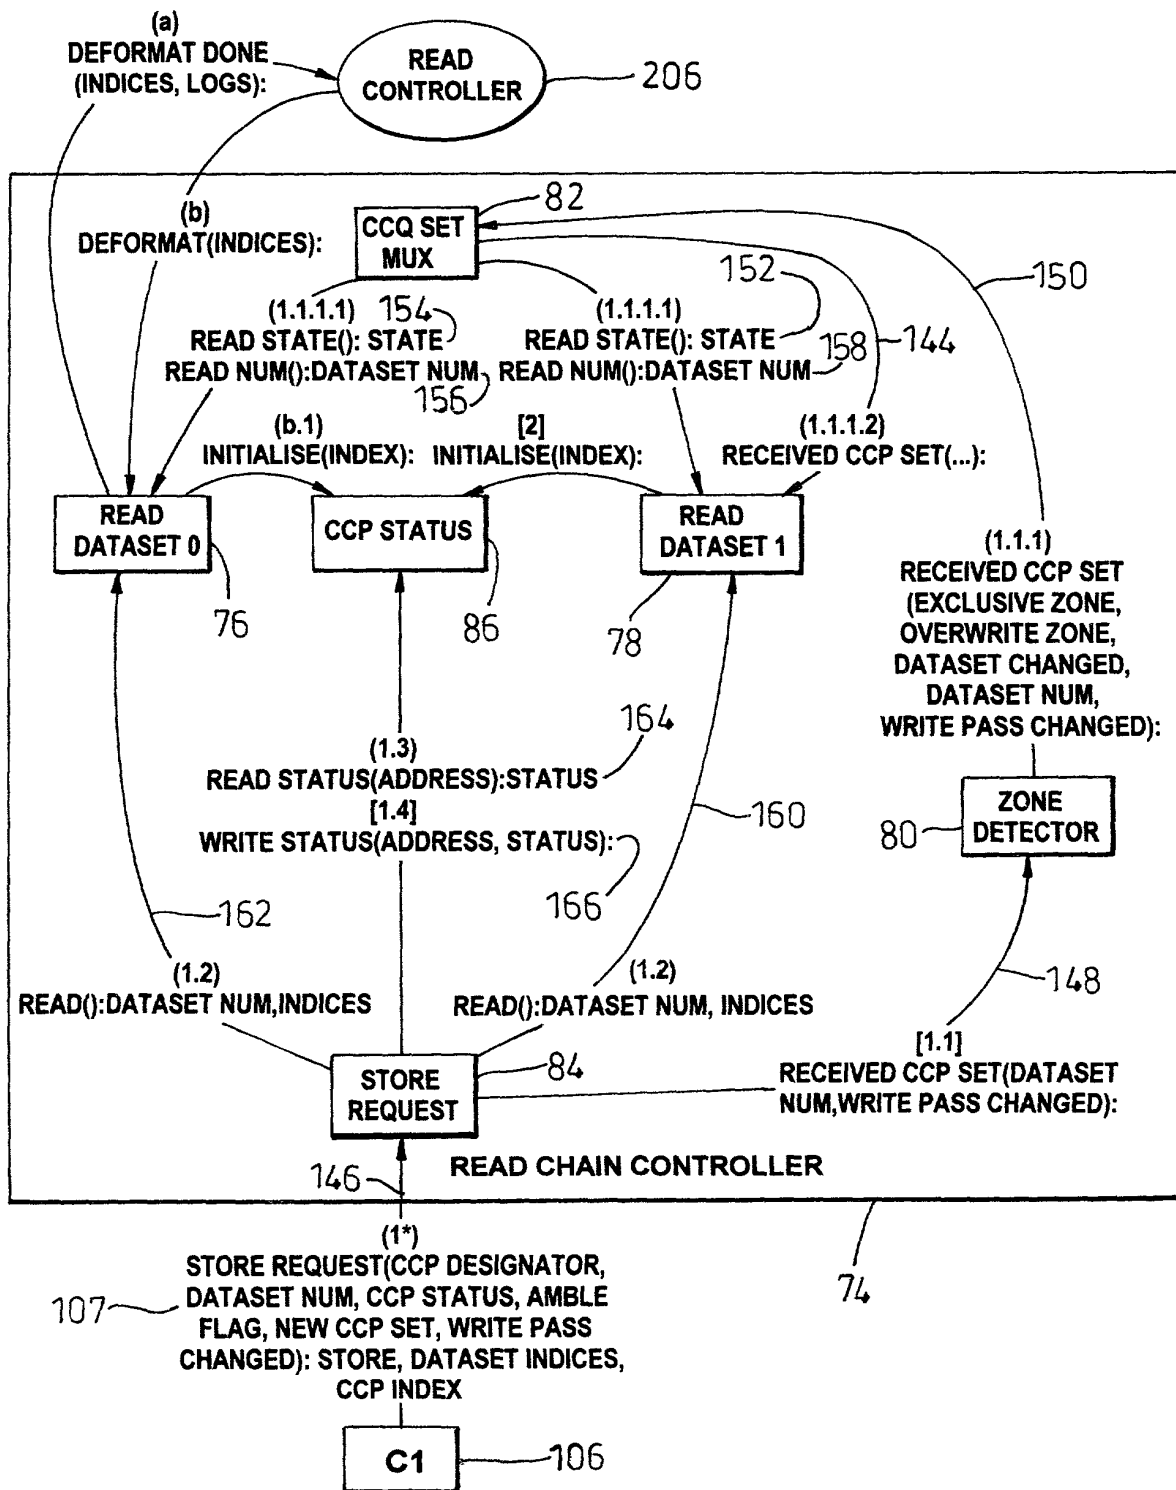 (a)
DEFORMAT DONE
(INDICES, LOGS):
READ
CONTROLLER
206
(b)
DEFORMAT(INDICES):
82
CCQ SET
MUX
152
150
(1.1.1.1)
READ STATE(): STATE
154
READ NUM():DATASET NUM
156
(1.1.1.1)
READ STATE(): STATE
READ NUM():DATASET NUM
158
144
(b.1)
INITIALISE(INDEX):
[2]
INITIALISE(INDEX):
(1.1.1.2)
RECEIVED CCP SET(...):
READ
DATASET 0
76
CCP STATUS
86
READ
DATASET 1
78
(1.1.1)
RECEIVED CCP SET
(EXCLUSIVE ZONE,
OVERWRITE ZONE,
DATASET CHANGED,
DATASET NUM,
WRITE PASS CHANGED):
(1.3)
READ STATUS(ADDRESS):STATUS
164
[1.4]
WRITE STATUS(ADDRESS, STATUS):
166
160
80
ZONE
DETECTOR
162
148
(1.2)
READ():DATASET NUM,INDICES
(1.2)
READ():DATASET NUM, INDICES
[1.1]
RECEIVED CCP SET(DATASET
NUM,WRITE PASS CHANGED):
STORE
REQUEST
84
READ CHAIN CONTROLLER
146
74
(1*)
STORE REQUEST(CCP DESIGNATOR,
DATASET NUM, CCP STATUS, AMBLE
FLAG, NEW CCP SET, WRITE PASS
CHANGED): STORE, DATASET INDICES,
CCP INDEX
107
C1
106